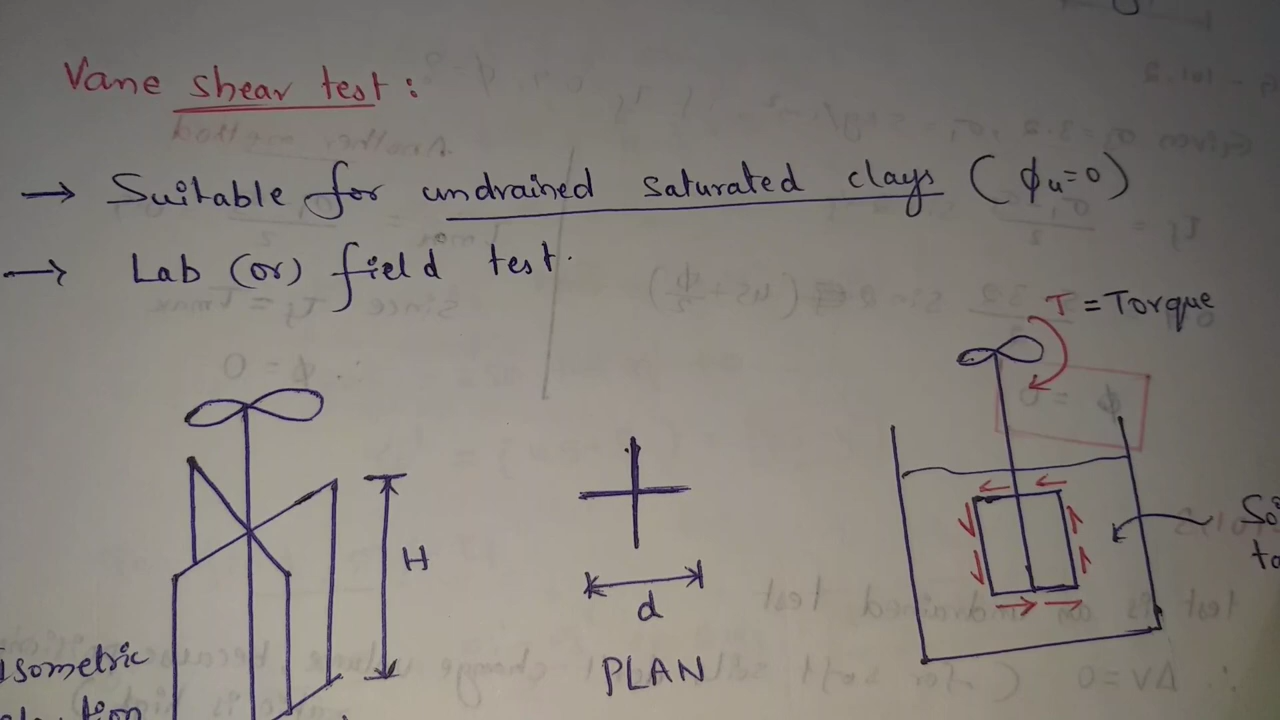 Vane shear test:
→ Suitable for undrained saturated clays (ϕu=0)
→ Lab (or) field test.
T = Torque
H
d
PLAN
isometric